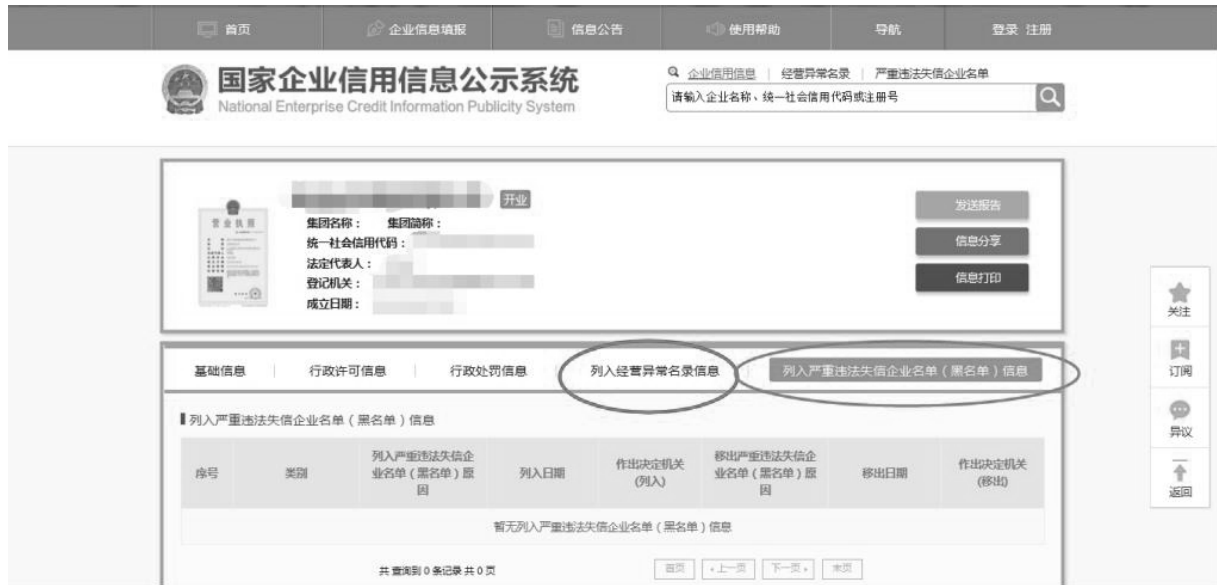 首页 企业信息填报 信息公告 使用帮助 导航 登录 注册
国家企业信用信息公示系统
National Enterprise Credit Information Publicity System
企业信用信息 | 经营异常名录 | 严重违法失信企业名单
请输入企业名称、统一社会信用代码或注册号
开业
营业执照
集团名称： 集团简称：
统一社会信用代码：
法定代表人：
登记机关：
成立日期：
发送报告
信息分享
信息打印
关注
订阅
异议
返回
基础信息 | 行政许可信息 | 行政处罚信息 | 列入经营异常名录信息 | 列入严重违法失信企业名单（黑名单）信息
列入严重违法失信企业名单（黑名单）信息
序号 类别 列入严重违法失信企业名单（黑名单）原因 列入日期 作出决定机关(列入) 移出严重违法失信企业名单（黑名单）原因 移出日期 作出决定机关(移出)
暂无列入严重违法失信企业名单（黑名单）信息
共 查询到 0 条记录 共 0 页 首页 上一页 下一页 末页